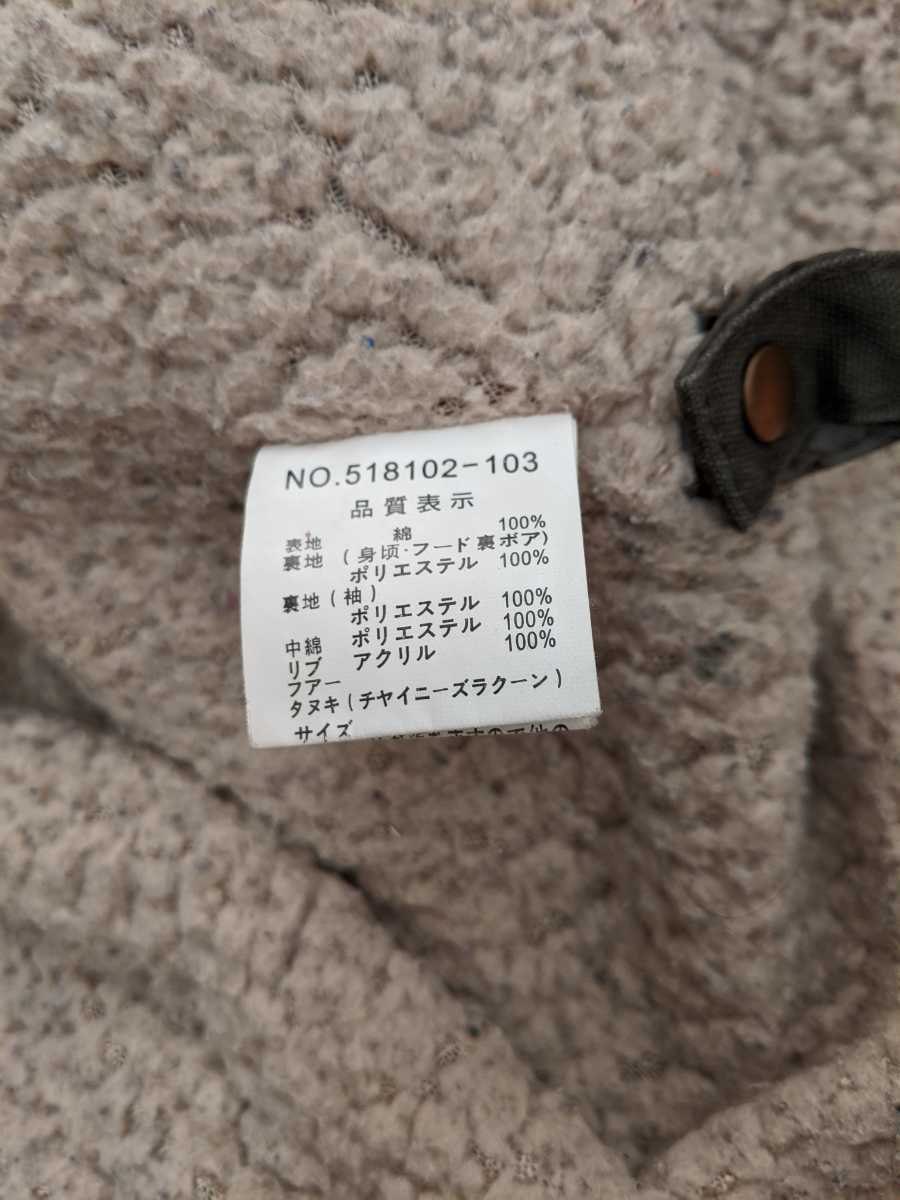 NO.518102-103
品質表示
表地 綿 100%
裏地 (身頃·フード裏ボア)
ポリエステル 100%
裏地(袖)
ポリエステル 100%
中綿 ポリエステル 100%
リブ アクリル 100%
フアー
タヌキ(チヤイニーズラクーン)
サイズ